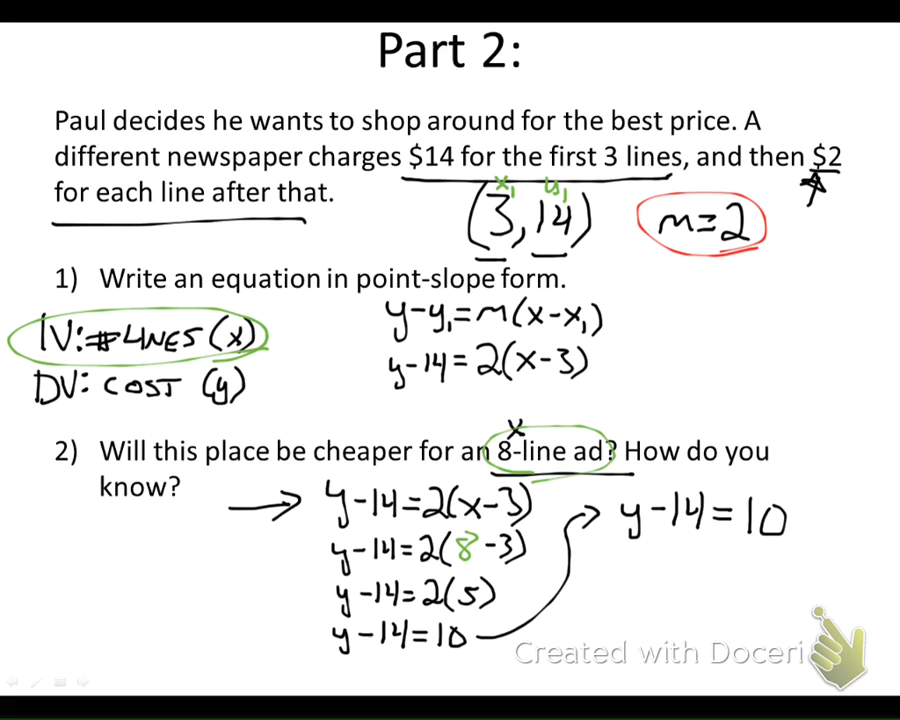 Part 2:
Paul decides he wants to shop around for the best price. A
different newspaper charges $14 for the first 3 lines, and then $2
for each line after that.
x₁ y₁
(3,14)
m=2
1) Write an equation in point-slope form.
y-y₁=m(x-x₁)
y-14=2(x-3)
IV:#LINES (x)
DV: COST (y)
x
2) Will this place be cheaper for an 8-line ad? How do you
know?
y-14=2(x-3)
y-14=2(8-3)
y-14=2(5)
y-14=10
y-14=10
Created with Doceri